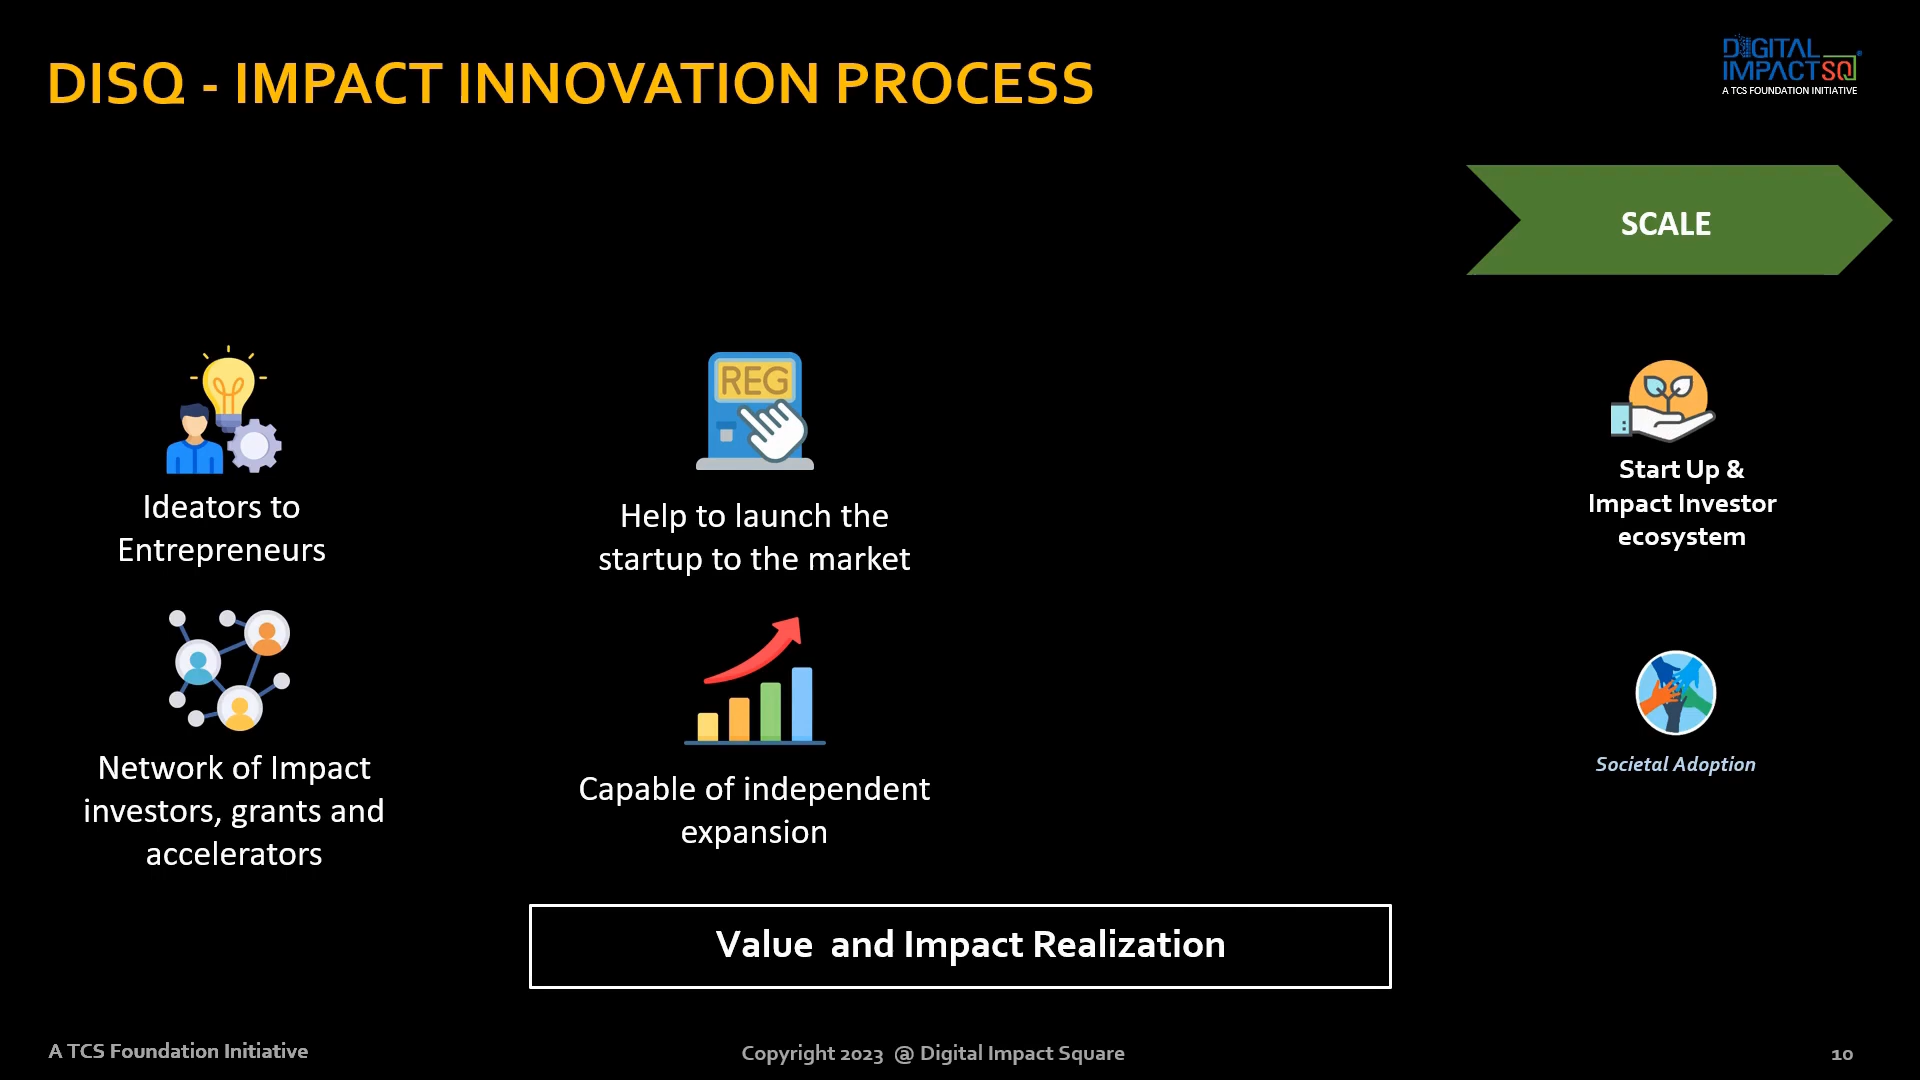 DISQ - IMPACT INNOVATION PROCESS
DIGITAL
IMPACTSQ
A TCS FOUNDATION INITIATIVE
SCALE
REG
Ideators to
Entrepreneurs
Help to launch the
startup to the market
Start Up &
Impact Investor
ecosystem
Network of Impact
investors, grants and
accelerators
Capable of independent
expansion
Societal Adoption
Value and Impact Realization
A TCS Foundation Initiative
Copyright 2023 @ Digital Impact Square
10